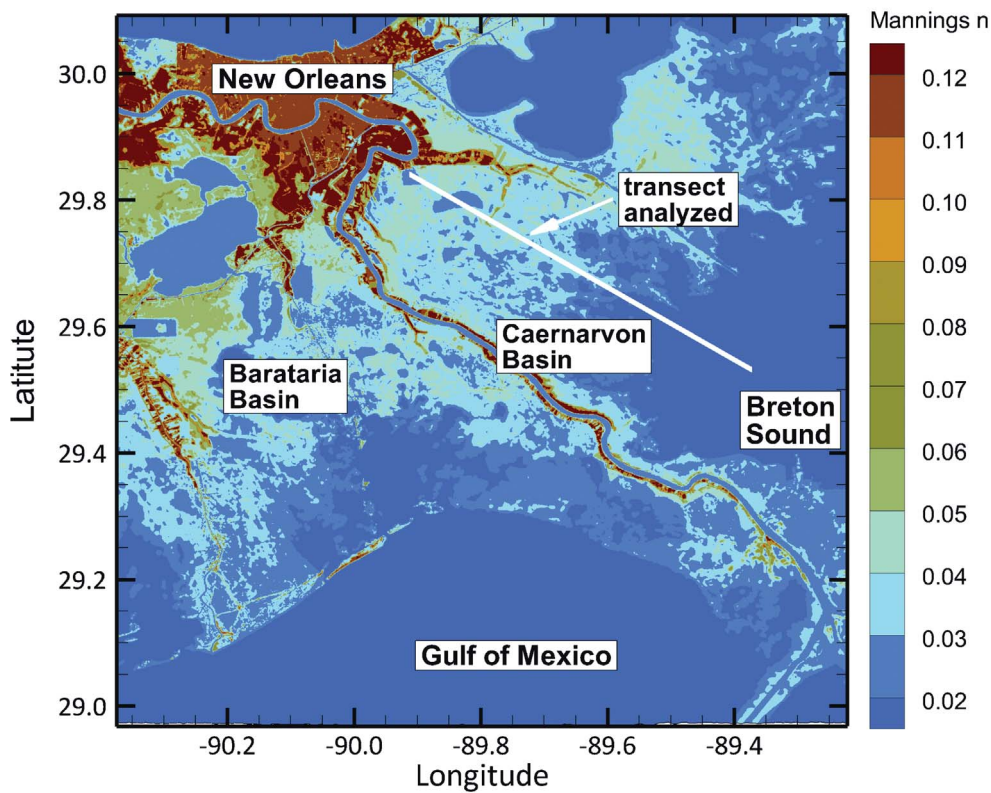 Mannings n
30.0
29.8
29.6
29.4
29.2
29.0
Latitute
New Orleans
transect
analyzed
Caernarvon
Basin
Barataria
Basin
Breton
Sound
Gulf of Mexico
0.12
0.11
0.10
0.09
0.08
0.07
0.06
0.05
0.04
0.03
0.02
-90.2
-90.0
-89.8
-89.6
-89.4
Longitude